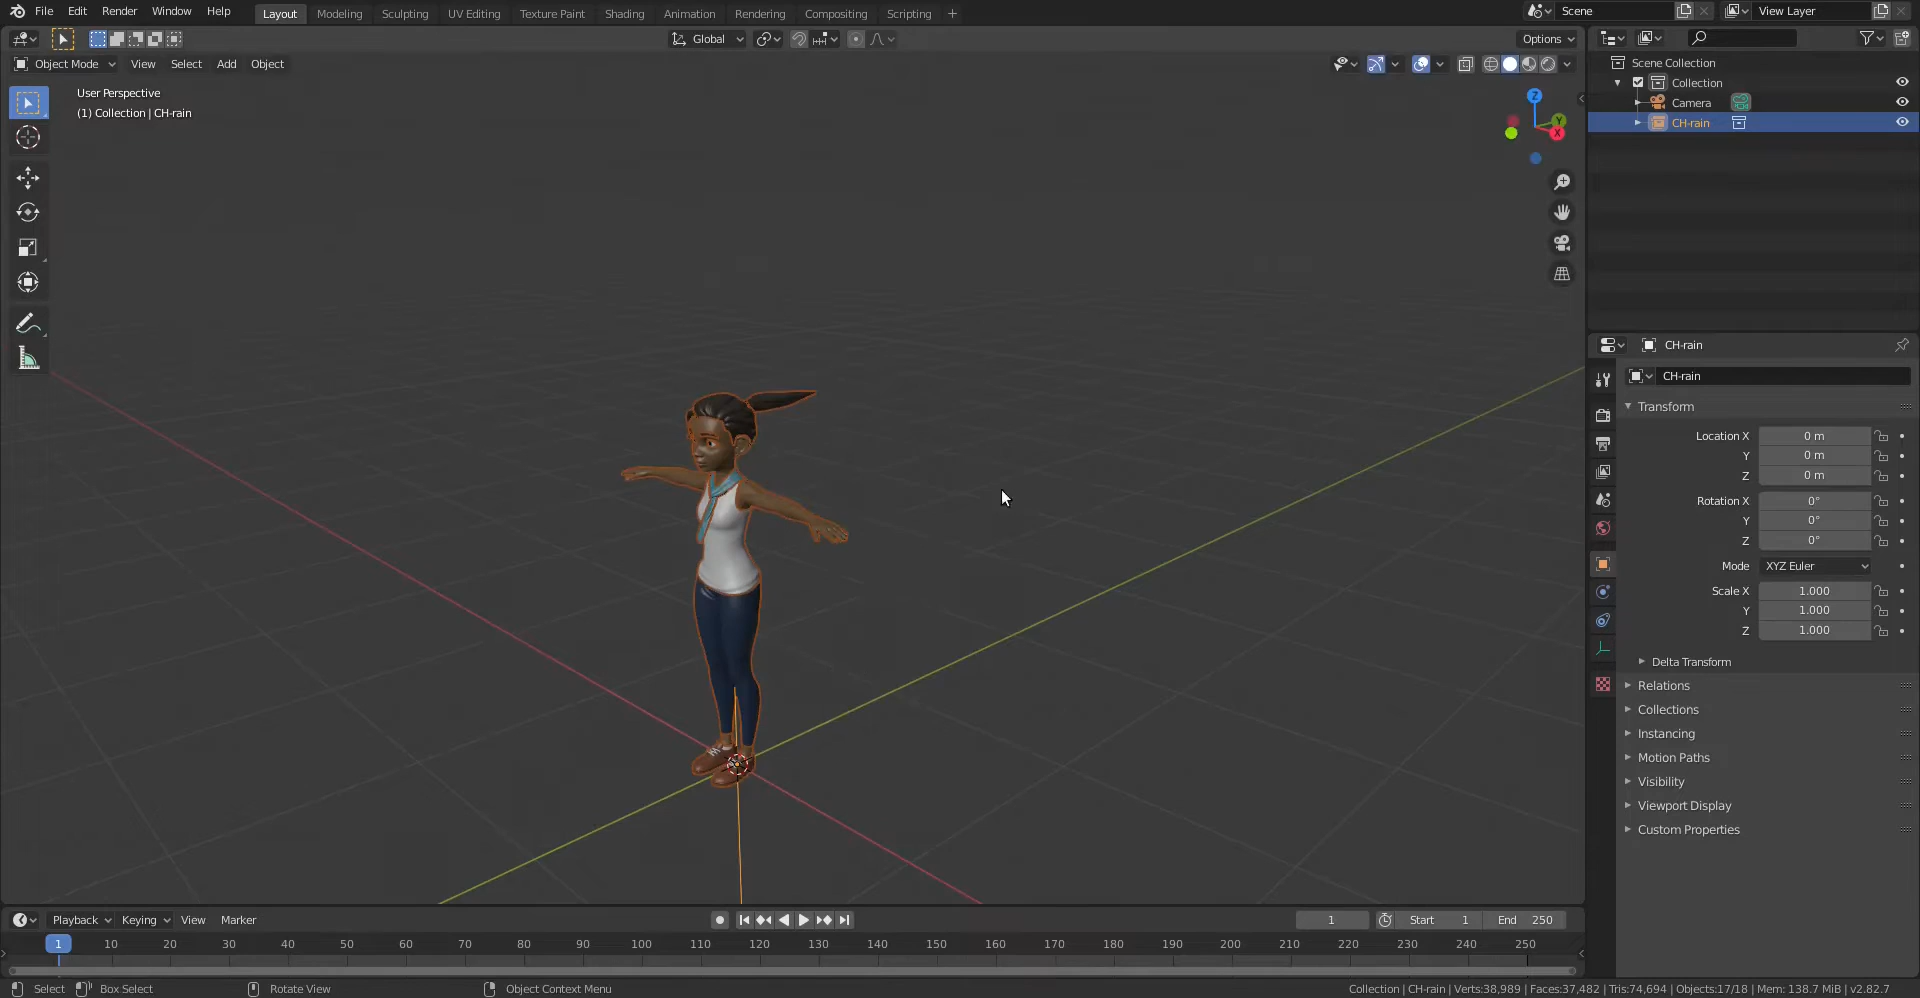 File Edit Render Window Help Layout Modeling Sculpting UV Editing Texture Paint Shading Animation Rendering Compositing Scripting + Scene View Layer
Global Options
Object Mode View Select Add Object
User Perspective
(1) Collection | CH-rain
Z
Y
X
Scene Collection
Collection
Camera
CH-rain
CH-rain
CH-rain
Transform
Location X 0 m
Y 0 m
Z 0 m
Rotation X 0°
Y 0°
Z 0°
Mode XYZ Euler
Scale X 1.000
Y 1.000
Z 1.000
Delta Transform
Relations
Collections
Instancing
Motion Paths
Visibility
Viewport Display
Custom Properties
Playback Keying View Marker 1 Start 1 End 250
1 10 20 30 40 50 60 70 80 90 100 110 120 130 140 150 160 170 180 190 200 210 220 230 240 250
Select Box Select Rotate View Object Context Menu Collection | CH-rain | Verts:38,989 | Faces:37,482 | Tris:74,694 | Objects:17/18 | Mem: 138.7 MiB | v2.82.7